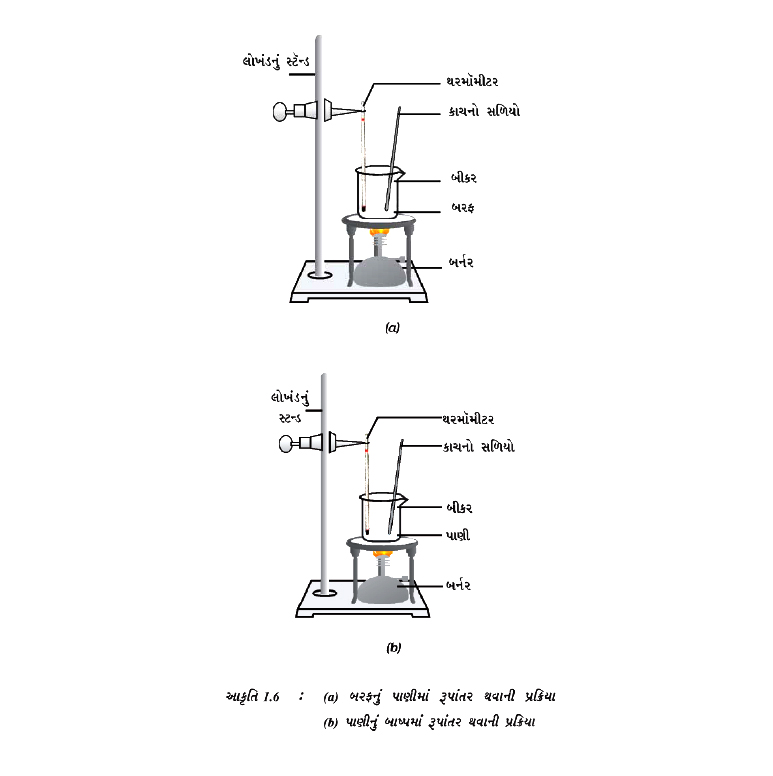 લોખંડનું સ્ટૅન્ડ
થરમૉમીટર
કાચનો સળિયો
બીકર
બરફ
બર્નર
(a)
લોખંડનું
સ્ટન્ડ
થરમૉમીટર
કાચનો સળિયો
બીકર
પાણી
બર્નર
(b)
આકૃતિ 1.6 : (a) બરફનું પાણીમાં રૂપાંતર થવાની પ્રક્રિયા
(b) પાણીનું બાષ્પમાં રૂપાંતર થવાની પ્રક્રિયા